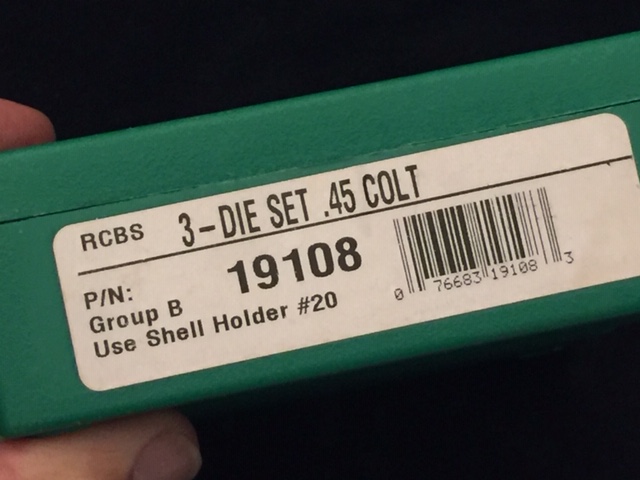 RCBS 3-DIE SET .45 COLT
P/N: 19108
Group B
Use Shell Holder #20
0 76683 19108 3